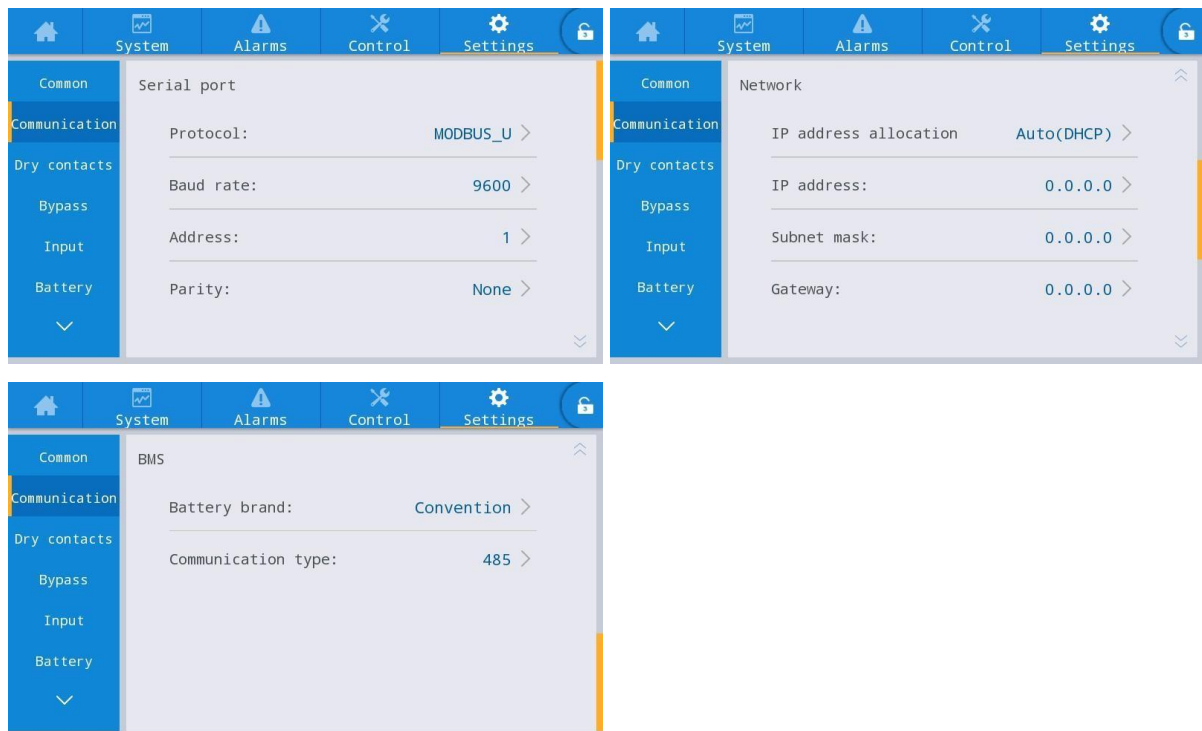 System Alarms Control Settings
Common
Communication
Dry contacts
Bypass
Input
Battery
Serial port
Protocol: MODBUS_U
Baud rate: 9600
Address: 1
Parity: None
System Alarms Control Settings
Common
Communication
Dry contacts
Bypass
Input
Battery
Network
IP address allocation Auto(DHCP)
IP address: 0.0.0.0
Subnet mask: 0.0.0.0
Gateway: 0.0.0.0
System Alarms Control Settings
Common
Communication
Dry contacts
Bypass
Input
Battery
BMS
Battery brand: Convention
Communication type: 485